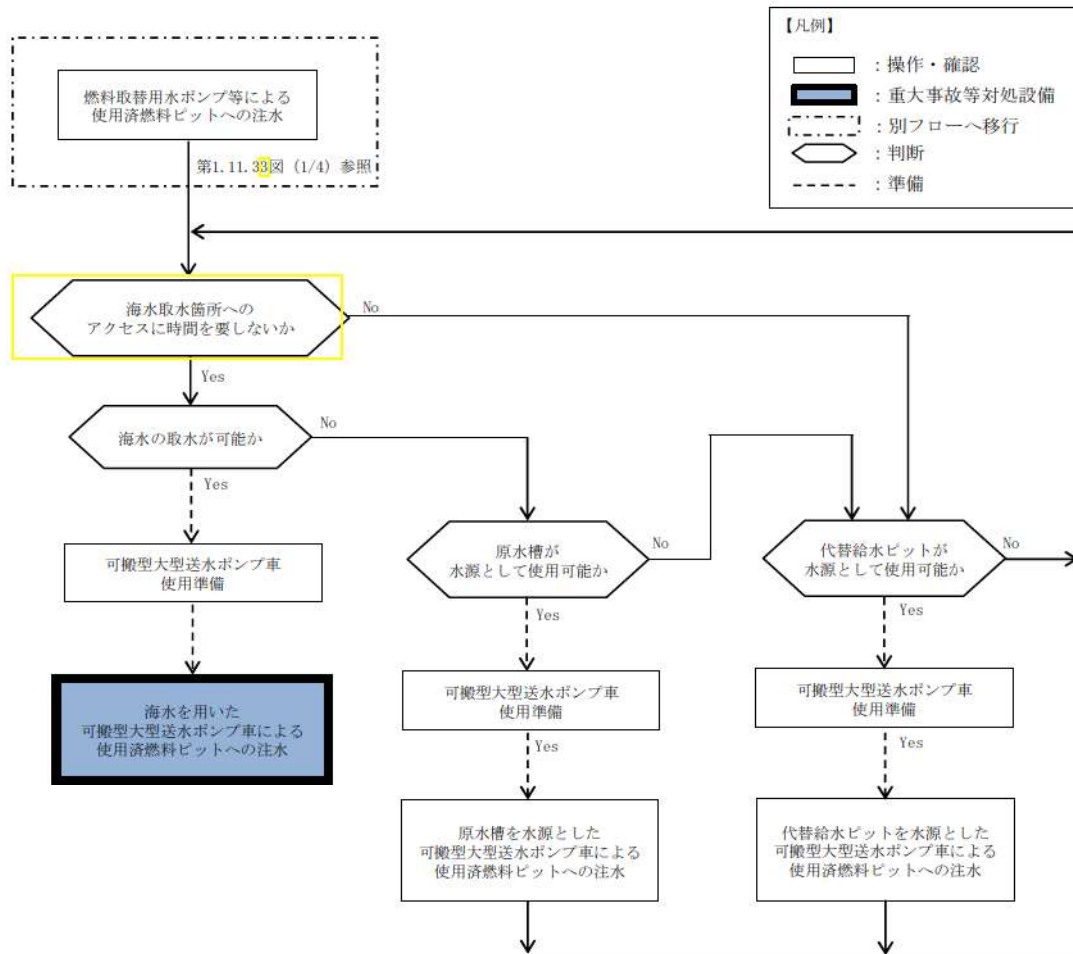 【凡例】
：操作・確認
：重大事故等対処設備
：別フローへ移行
：判断
：準備
燃料取替用水ポンプ等による
使用済燃料ピットへの注水
第1.11.33図 (1/4) 参照
海水取水箇所への
アクセスに時間を要しないか
No
Yes
海水の取水が可能か
No
Yes
原水槽が
水源として使用可能か
No
代替給水ピットが
水源として使用可能か
No
可搬型大型送水ポンプ車
使用準備
Yes
Yes
海水を用いた
可搬型大型送水ポンプ車による
使用済燃料ピットへの注水
可搬型大型送水ポンプ車
使用準備
可搬型大型送水ポンプ車
使用準備
Yes
Yes
原水槽を水源とした
可搬型大型送水ポンプ車による
使用済燃料ピットへの注水
代替給水ピットを水源とした
可搬型大型送水ポンプ車による
使用済燃料ピットへの注水